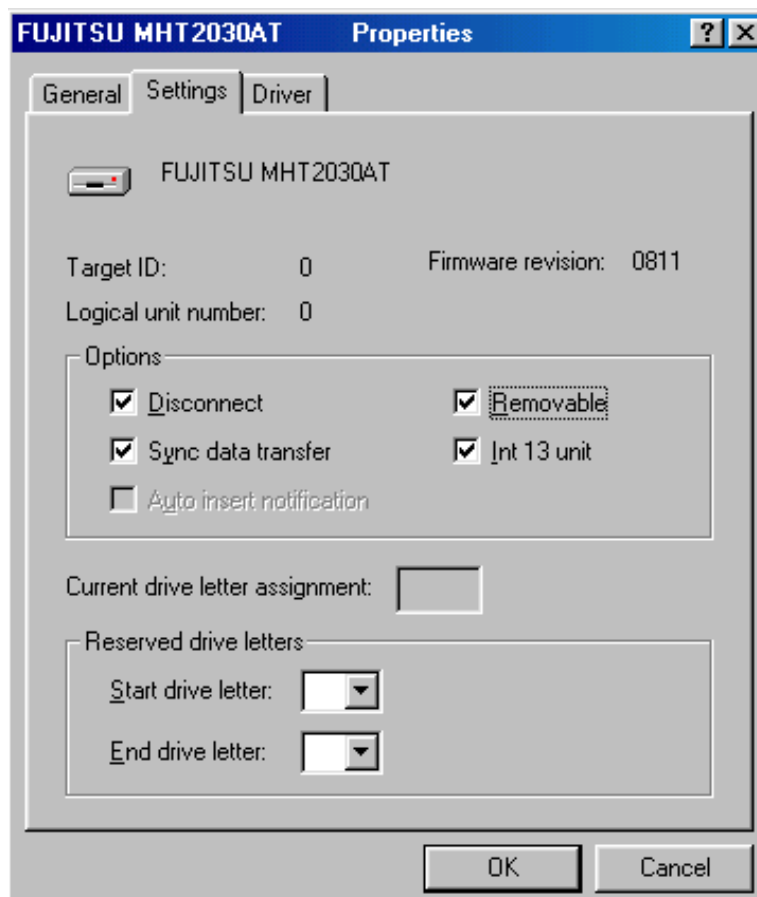 FUJITSU MHT2030AT Properties
General Settings Driver
FUJITSU MHT2030AT
Target ID: 0 Firmware revision: 0811
Logical unit number: 0
Options
Disconnect Removable
Sync data transfer Int 13 unit
Auto insert notification
Current drive letter assignment:
Reserved drive letters
Start drive letter:
End drive letter:
OK Cancel